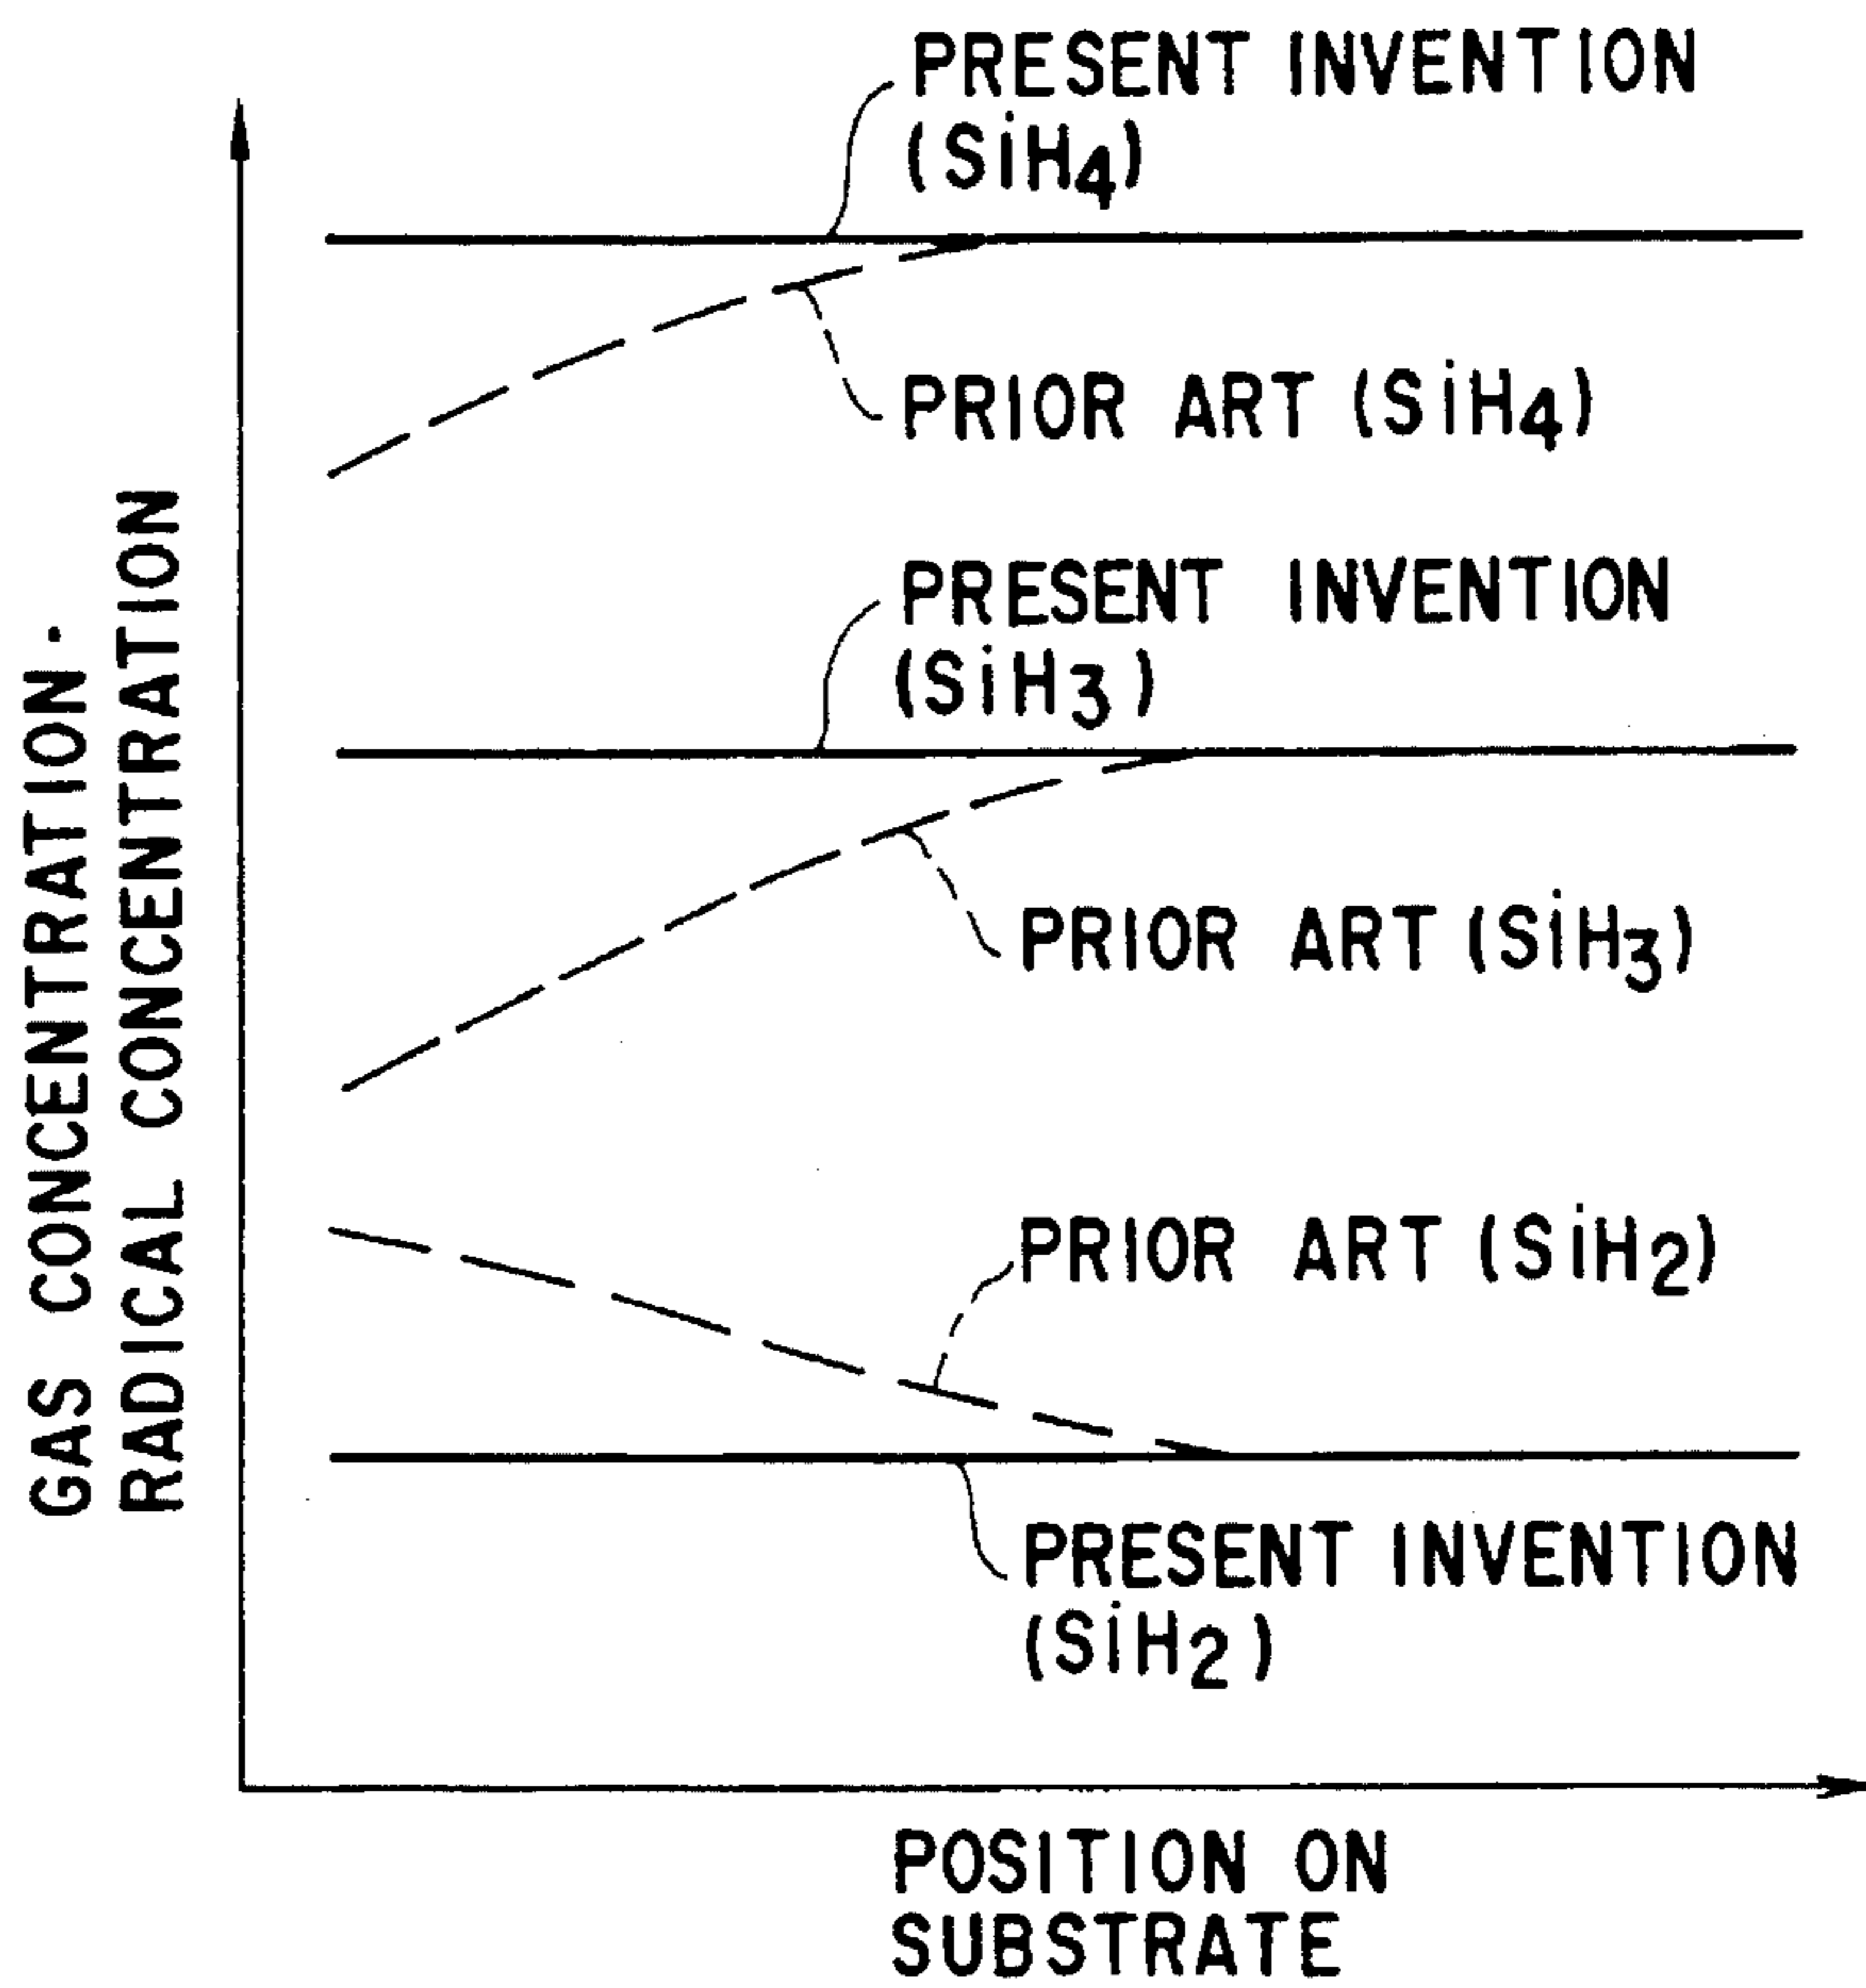 PRESENT INVENTION
(SiH4)
PRIOR ART (SiH4)
PRESENT INVENTION
(SiH3)
PRIOR ART (SiH3)
PRIOR ART (SiH2)
PRESENT INVENTION
(SiH2)
GAS CONCENTRATION·
RADICAL CONCENTRATION
POSITION ON
SUBSTRATE